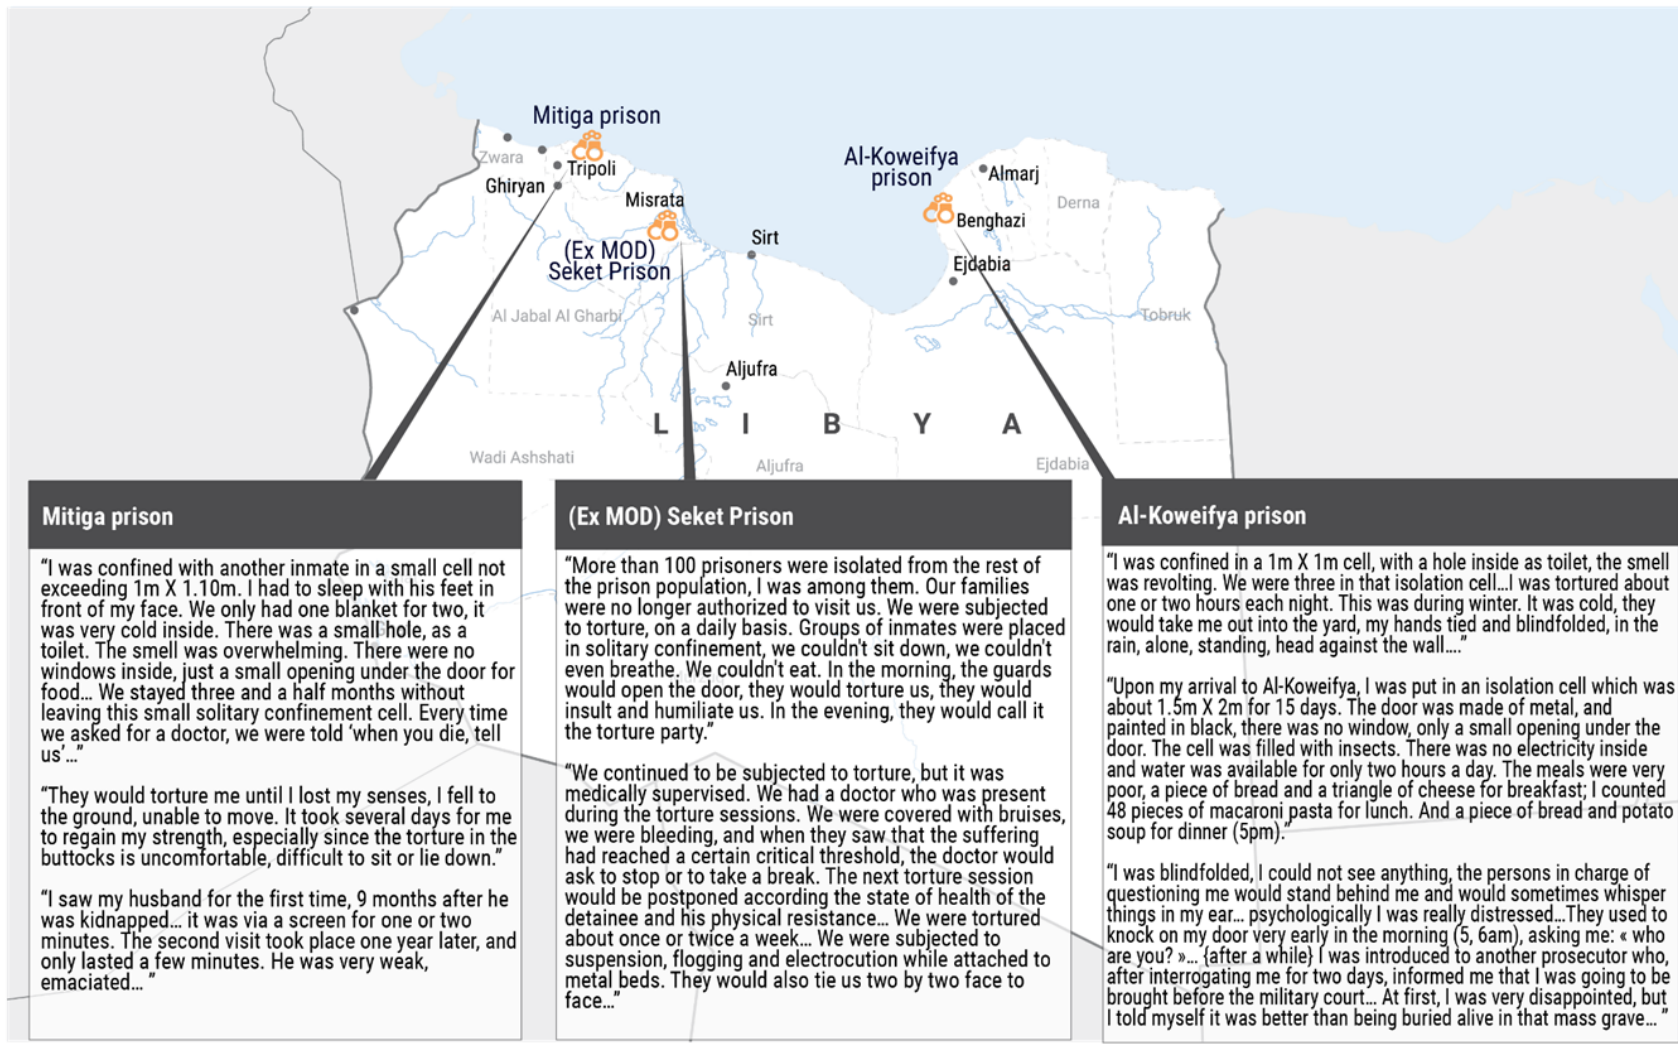 Mitiga prison
Zwara
Tripoli
Ghiryan
Misrata
(Ex MOD)
Seket Prison
Al-Koweifya
prison
Almarj
Derna
Benghazi
Sirt
Ejdabia
Al Jabal Al Gharbi
Sirt
Tobruk
Aljufra
L I B Y A
Wadi Ashshati
Aljufra
Ejdabia
Mitiga prison
“I was confined with another inmate in a small cell not
exceeding 1m X 1.10m. I had to sleep with his feet in
front of my face. We only had one blanket for two, it
was very cold inside. There was a small hole, as a
toilet. The smell was overwhelming. There were no
windows inside, just a small opening under the door for
food... We stayed three and a half months without
leaving this small solitary confinement cell. Every time
we asked for a doctor, we were told ‘when you die, tell
us’...”
“They would torture me until I lost my senses, I fell to
the ground, unable to move. It took several days for me
to regain my strength, especially since the torture in the
buttocks is uncomfortable, difficult to sit or lie down.”
“I saw my husband for the first time, 9 months after he
was kidnapped... it was via a screen for one or two
minutes. The second visit took place one year later, and
only lasted a few minutes. He was very weak,
emaciated...”
(Ex MOD) Seket Prison
“More than 100 prisoners were isolated from the rest of
the prison population, I was among them. Our families
were no longer authorized to visit us. We were subjected
to torture, on a daily basis. Groups of inmates were placed
in solitary confinement, we couldn't sit down, we couldn't
even breathe. We couldn't eat. In the morning, the guards
would open the door, they would torture us, they would
insult and humiliate us. In the evening, they would call it
the torture party.”
“We continued to be subjected to torture, but it was
medically supervised. We had a doctor who was present
during the torture sessions. We were covered with bruises,
we were bleeding, and when they saw that the suffering
had reached a certain critical threshold, the doctor would
ask to stop or to take a break. The next torture session
would be postponed according the state of health of the
detainee and his physical resistance... We were tortured
about once or twice a week... We were subjected to
suspension, flogging and electrocution while attached to
metal beds. They would also tie us two by two face to
face...”
Al-Koweifya prison
“I was confined in a 1m X 1m cell, with a hole inside as toilet, the smell
was revolting. We were three in that isolation cell...I was tortured about
one or two hours each night. This was during winter. It was cold, they
would take me out into the yard, my hands tied and blindfolded, in the
rain, alone, standing, head against the wall....”
“Upon my arrival to Al-Koweifya, I was put in an isolation cell which was
about 1.5m X 2m for 15 days. The door was made of metal, and
painted in black, there was no window, only a small opening under the
door. The cell was filled with insects. There was no electricity inside
and water was available for only two hours a day. The meals were very
poor, a piece of bread and a triangle of cheese for breakfast; I counted
48 pieces of macaroni pasta for lunch. And a piece of bread and potato
soup for dinner (5pm).”
“I was blindfolded, I could not see anything, the persons in charge of
questioning me would stand behind me and would sometimes whisper
things in my ear... psychologically I was really distressed...They used to
knock on my door very early in the morning (5, 6am), asking me: « who
are you? »... {after a while} I was introduced to another prosecutor who,
after interrogating me for two days, informed me that I was going to be
brought before the military court... At first, I was very disappointed, but
I told myself it was better than being buried alive in that mass grave... ”